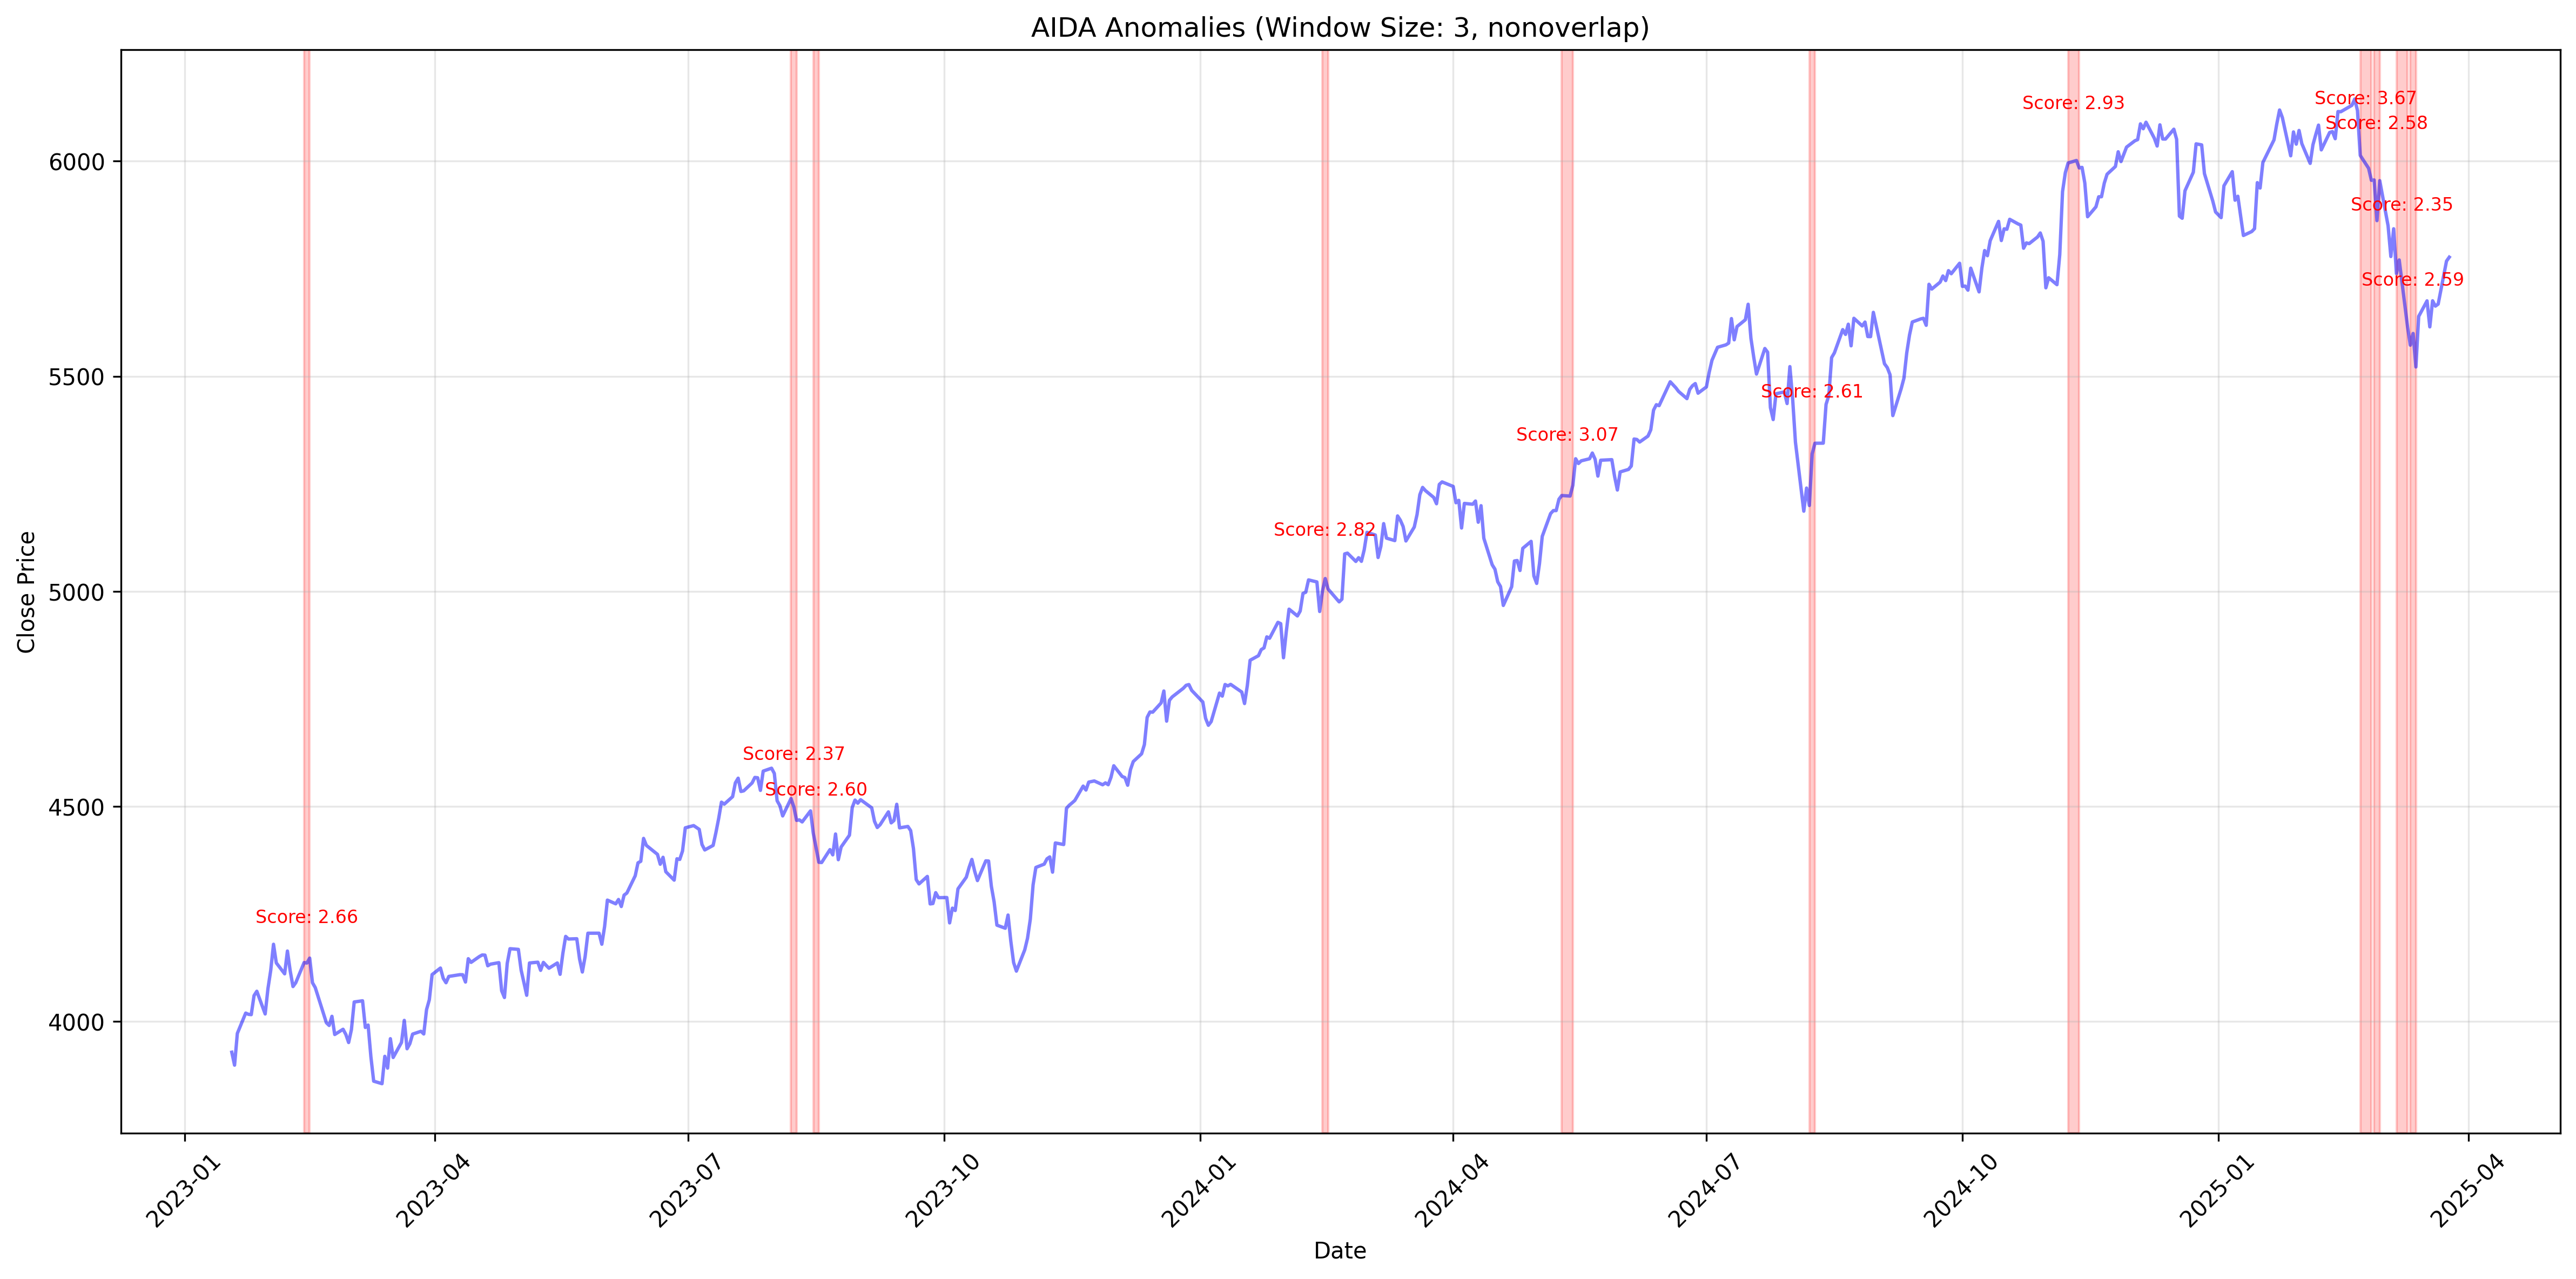 AIDA Anomalies (Window Size: 3, nonoverlap)
Score: 3.67
Score: 2.93
Score: 2.58
6000
Score: 2.35
Score: 2.59
5500
Score: 2.61
Score: 3.07
Score: 2.82
5000
Close Price
Score: 2.37
Score: 2.60
4500
Score: 2.66
4000
2023-01
2023-04
2023-07
2023-10
2024-01
2024-04
2024-07
2024-10
2025-01
2025-04
Date